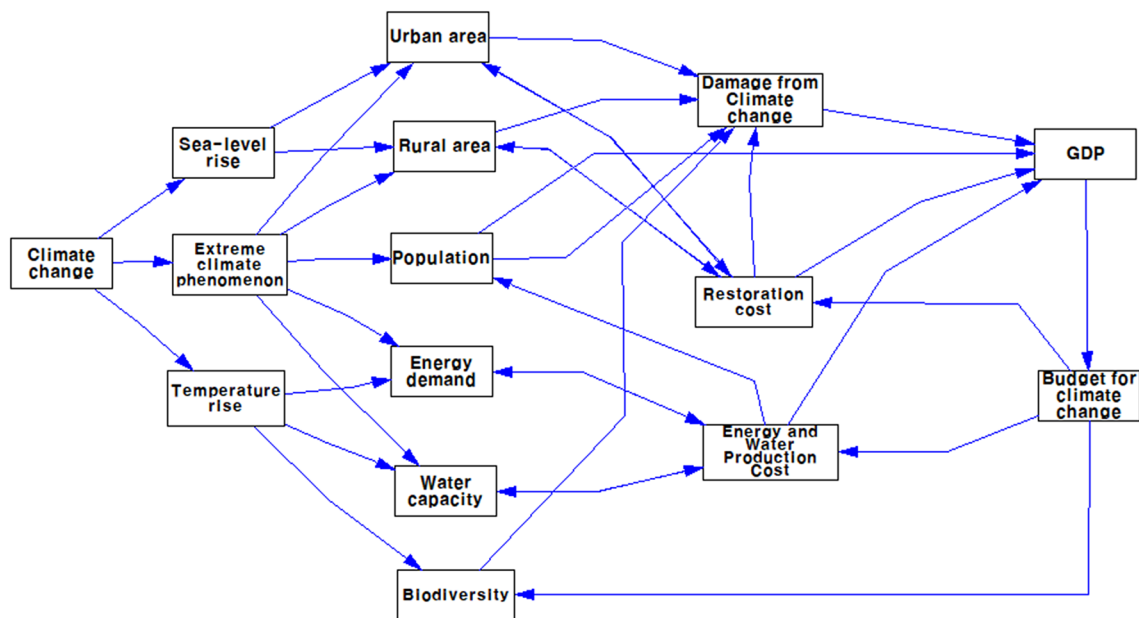 Urban area
Damage from
Climate
change
Sea-level
rise
Rural area
GDP
Climate
change
Extreme
climate
phenomenon
Population
Restoration
cost
Temperature
rise
Energy
demand
Budget for
climate
change
Energy and
Water
Production
Cost
Water
capacity
Biodiversity